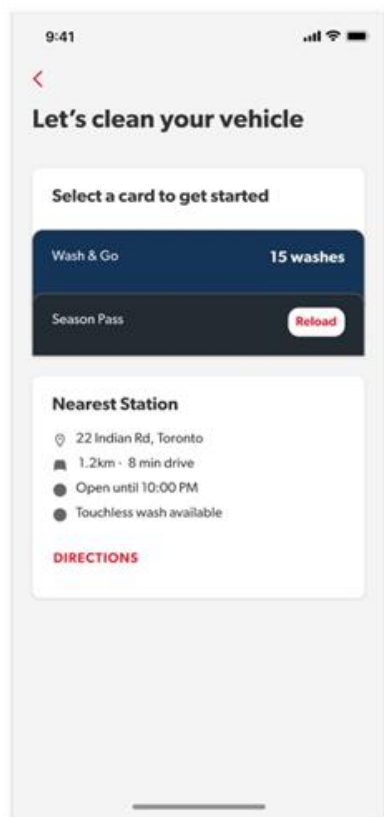 9:41
Let’s clean your vehicle
Select a card to get started
Wash & Go 15 washes
Season Pass Reload
Nearest Station
22 Indian Rd, Toronto
1.2km · 8 min drive
Open until 10:00 PM
Touchless wash available
DIRECTIONS